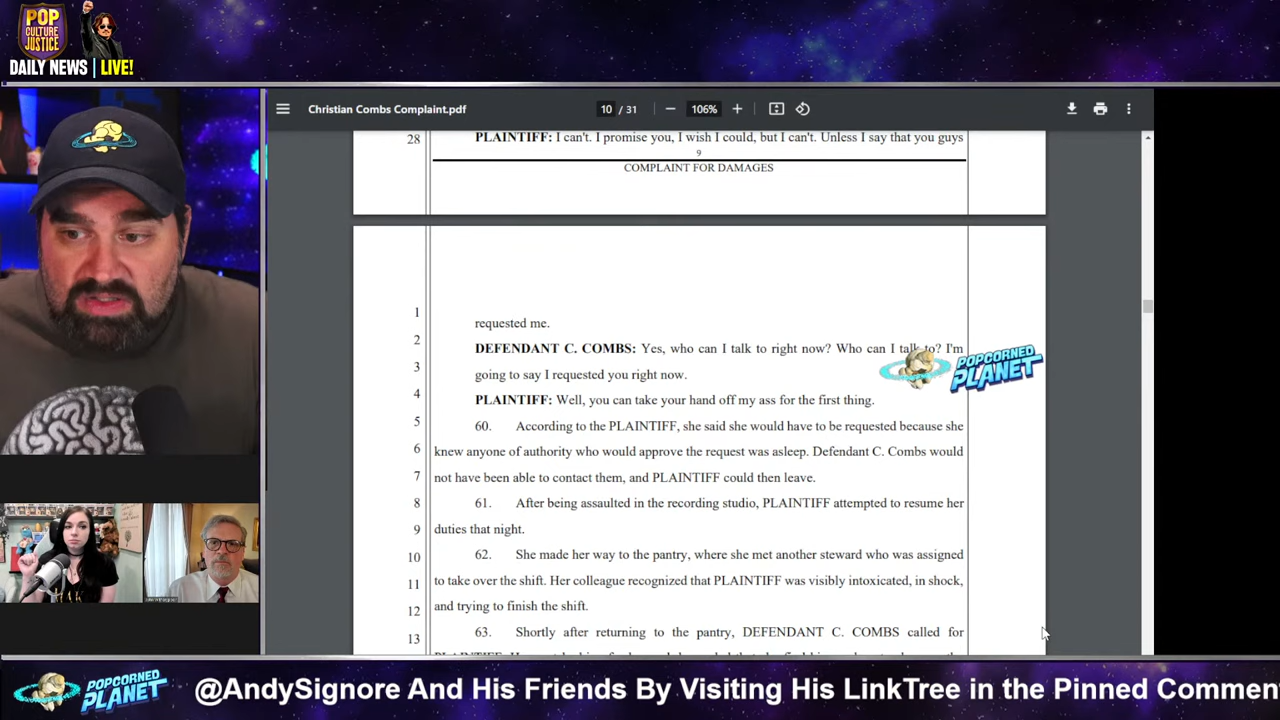 POP
CULTURE
JUSTICE
DAILY NEWS | LIVE!
Christian Combs Complaint.pdf
10 / 31
106%
28 PLAINTIFF: I can't. I promise you, I wish I could, but I can't. Unless I say that you guys
9
COMPLAINT FOR DAMAGES
1 requested me.
2 DEFENDANT C. COMBS: Yes, who can I talk to right now? Who can I talk to? I'm
3 going to say I requested you right now.
4 PLAINTIFF: Well, you can take your hand off my ass for the first thing.
5 60. According to the PLAINTIFF, she said she would have to be requested because she
6 knew anyone of authority who would approve the request was asleep. Defendant C. Combs would
7 not have been able to contact them, and PLAINTIFF could then leave.
8 61. After being assaulted in the recording studio, PLAINTIFF attempted to resume her
9 duties that night.
10 62. She made her way to the pantry, where she met another steward who was assigned
11 to take over the shift. Her colleague recognized that PLAINTIFF was visibly intoxicated, in shock,
12 and trying to finish the shift.
13 63. Shortly after returning to the pantry, DEFENDANT C. COMBS called for
POPCORNED
PLANET
POPCORNED
PLANET
@AndySignore And His Friends By Visiting His LinkTree in the Pinned Commen